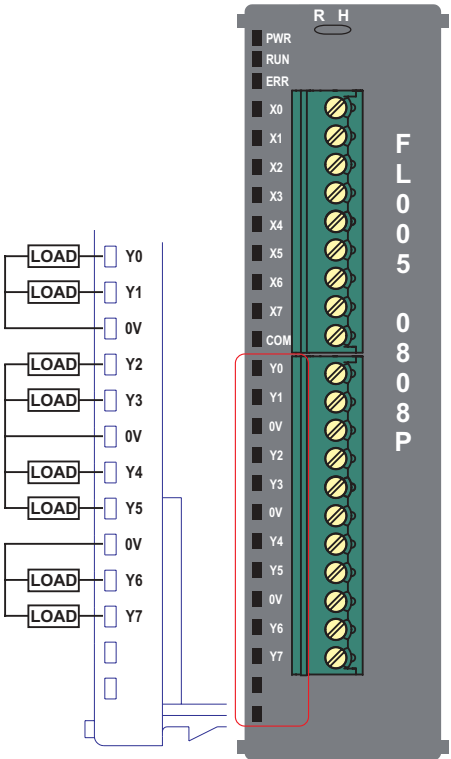 R H
PWR
RUN
ERR
X0
X1
X2
X3
X4
X5
X6
X7
COM
Y0
Y1
0V
Y2
Y3
0V
Y4
Y5
0V
Y6
Y7
FL005 0808P
LOAD Y0
LOAD Y1
0V
LOAD Y2
LOAD Y3
0V
LOAD Y4
LOAD Y5
0V
LOAD Y6
LOAD Y7